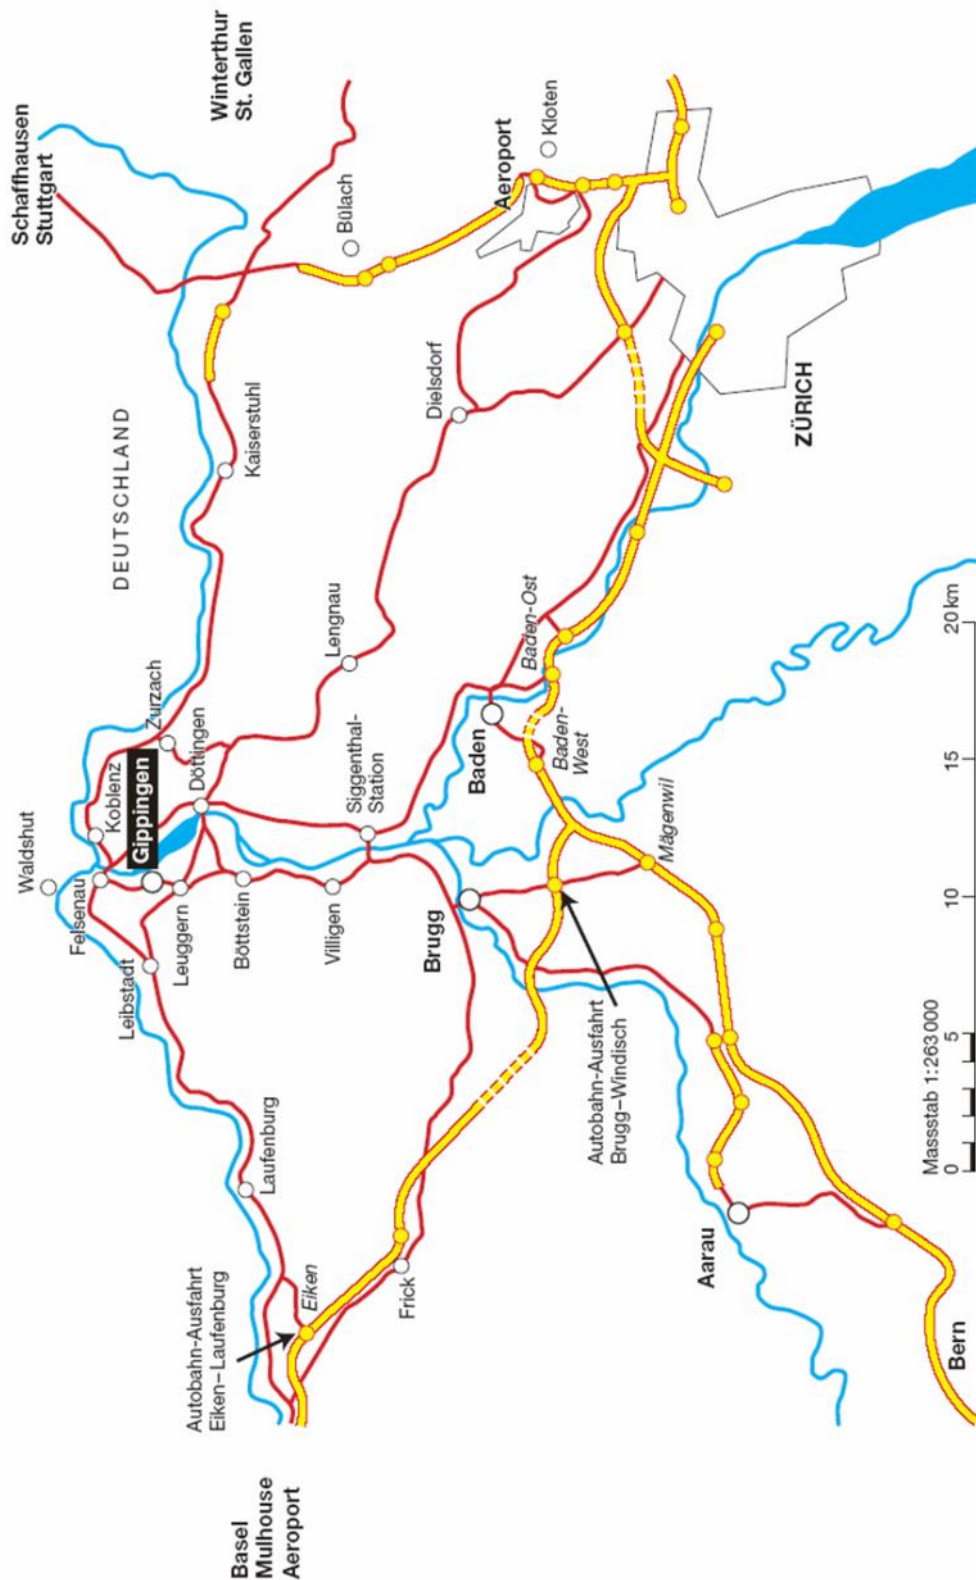 Schaffhausen
Stuttgart
Winterthur
St. Gallen
DEUTSCHLAND
Bülach
Aeroport
Kloten
Kaiserstuhl
Dielsdorf
ZÜRICH
Waldshut
Koblenz
Zurzach
Gippingen
Döttingen
Lengnau
Felsenau
Leibstadt
Leuggern
Böttstein
Villigen
Siggenthal-
Station
Baden
Baden-Ost
Baden-
West
Brugg
Mägenwil
Laufenburg
Autobahn-Ausfahrt
Eiken–Laufenburg
Eiken
Frick
Autobahn-Ausfahrt
Brugg–Windisch
Basel
Mulhouse
Aeroport
Aarau
Bern
Massstab 1:263 000
0 5 10 15 20 km